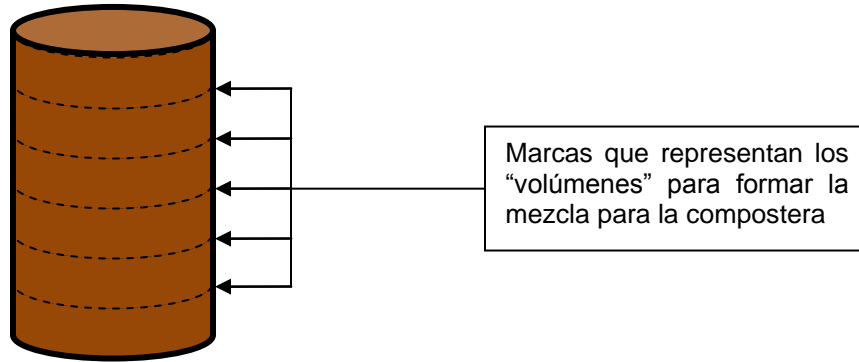 Marcas que representan los
“volúmenes” para formar la
mezcla para la compostera